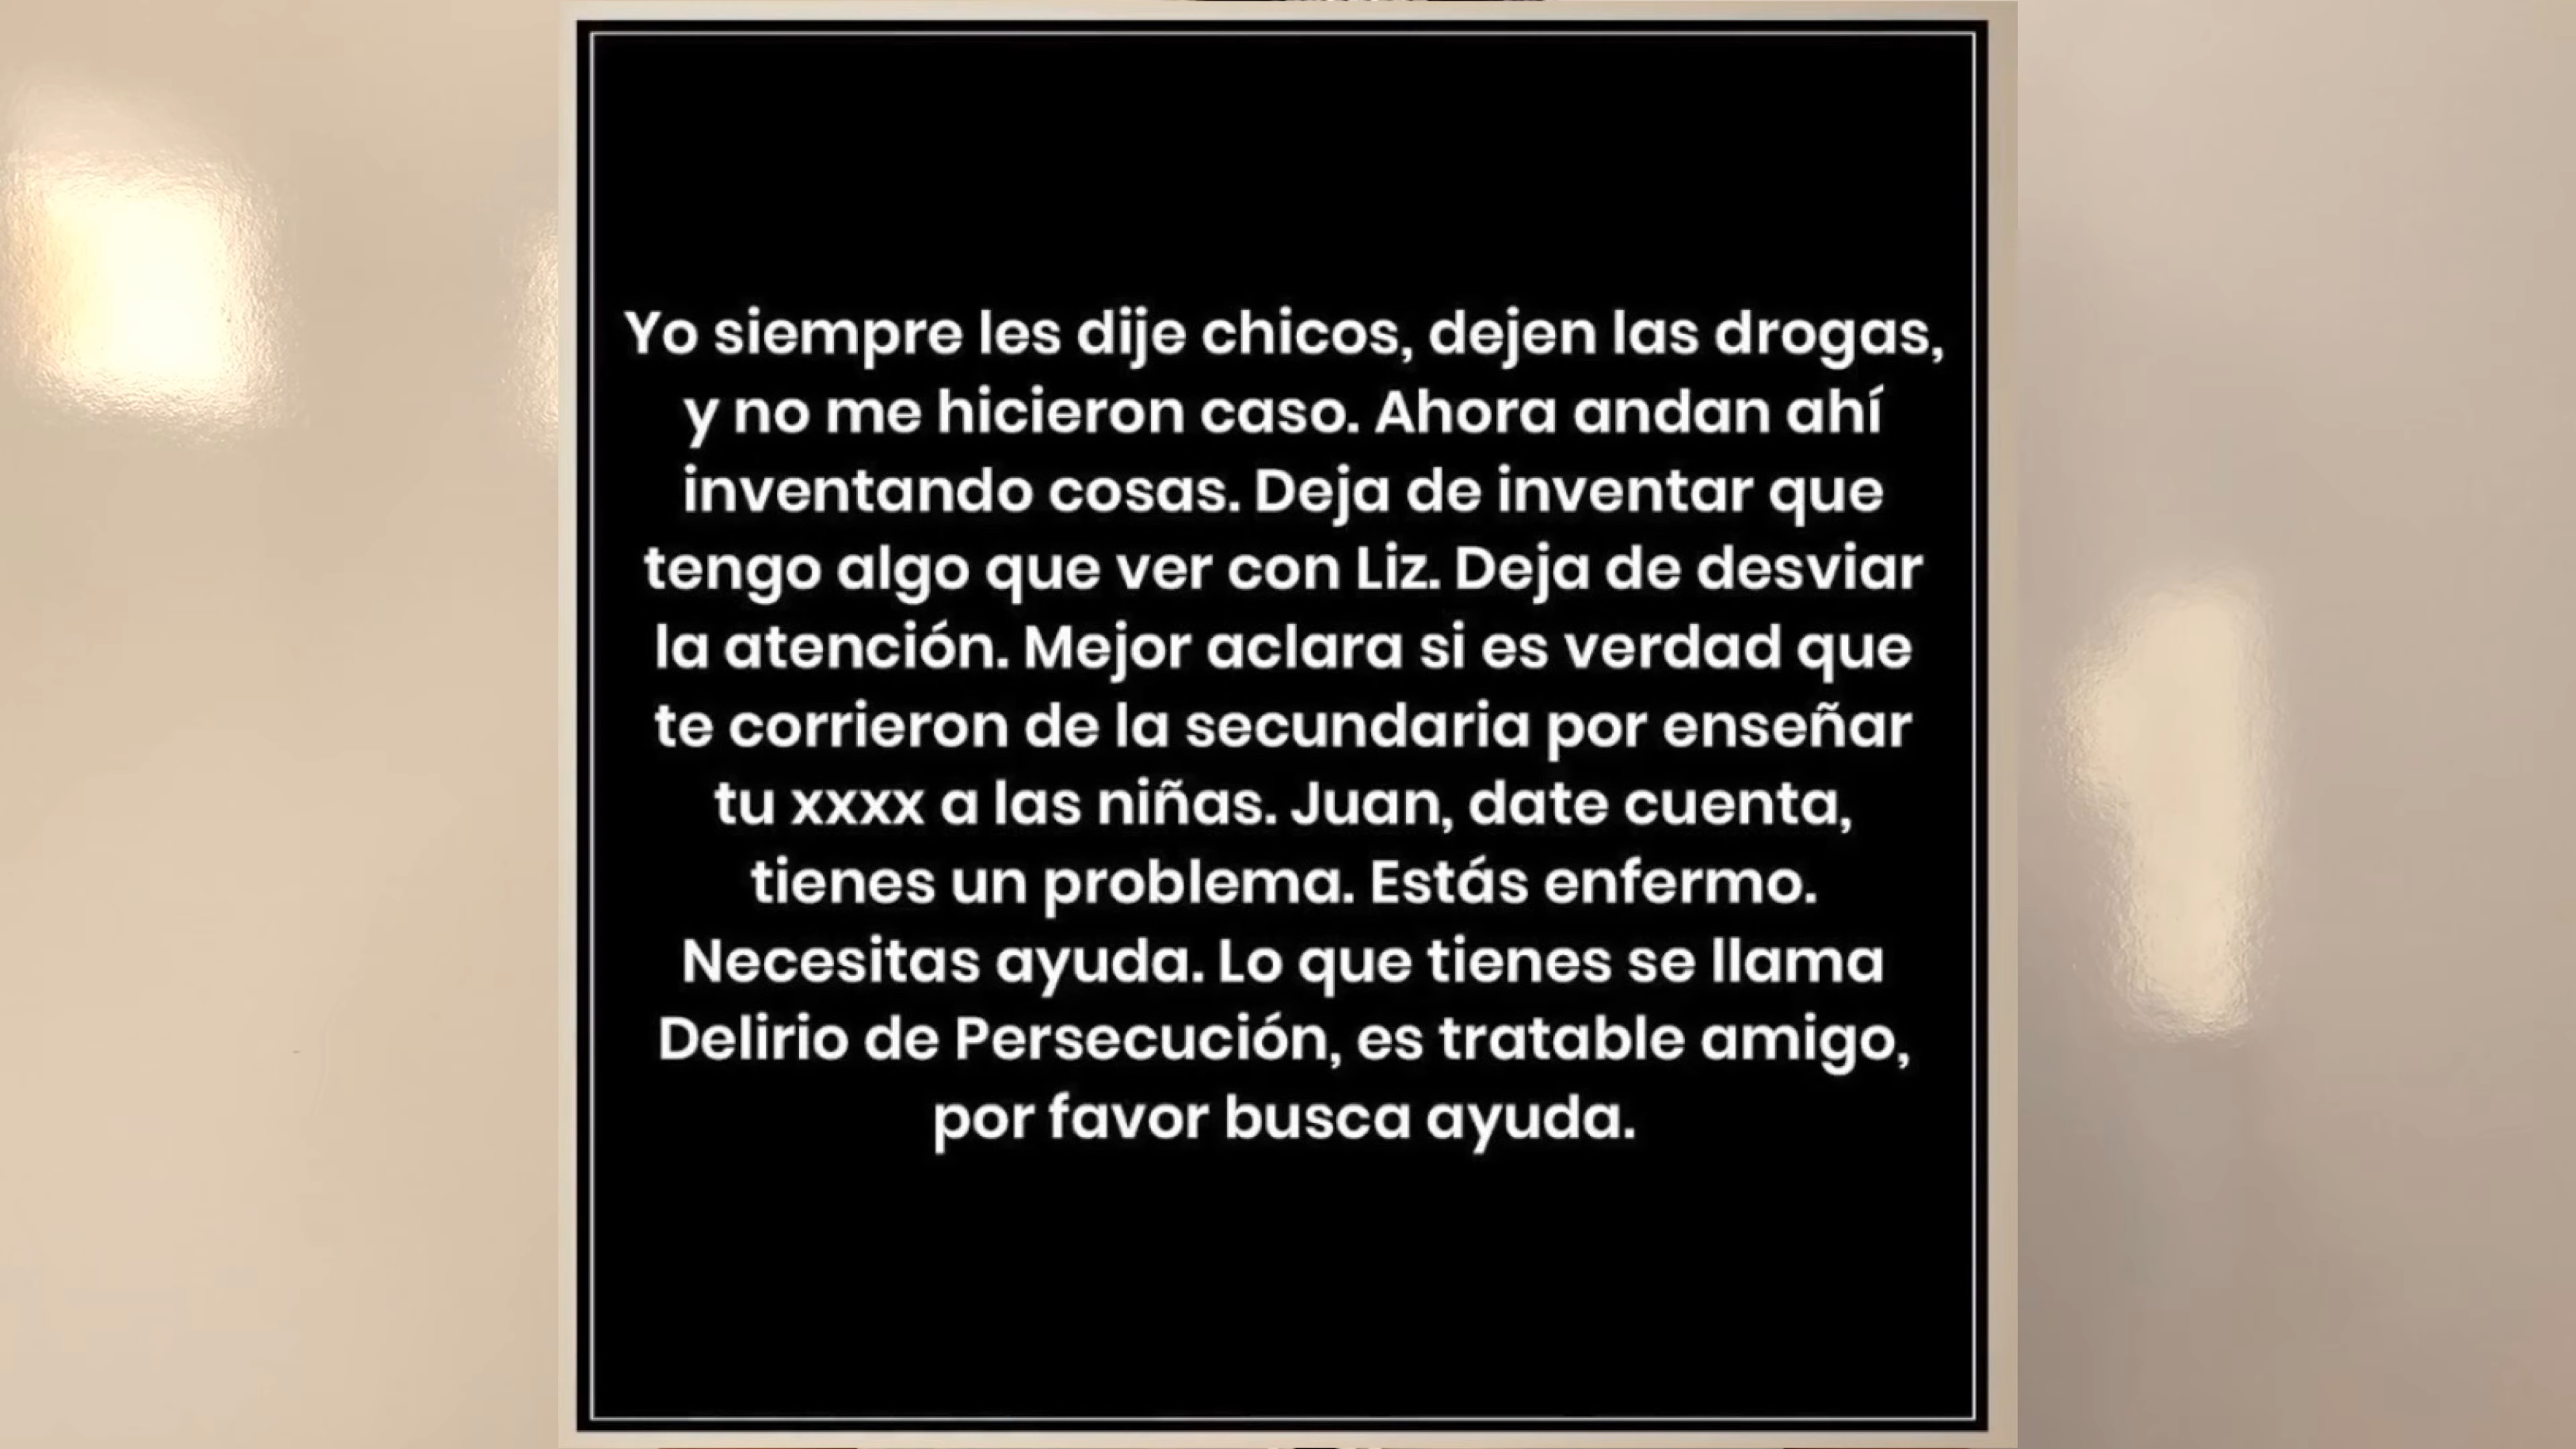 Yo siempre les dije chicos, dejen las drogas,
y no me hicieron caso. Ahora andan ahí
inventando cosas. Deja de inventar que
tengo algo que ver con Liz. Deja de desviar
la atención. Mejor aclara si es verdad que
te corrieron de la secundaria por enseñar
tu xxxx a las niñas. Juan, date cuenta,
tienes un problema. Estás enfermo.
Necesitas ayuda. Lo que tienes se llama
Delirio de Persecución, es tratable amigo,
por favor busca ayuda.